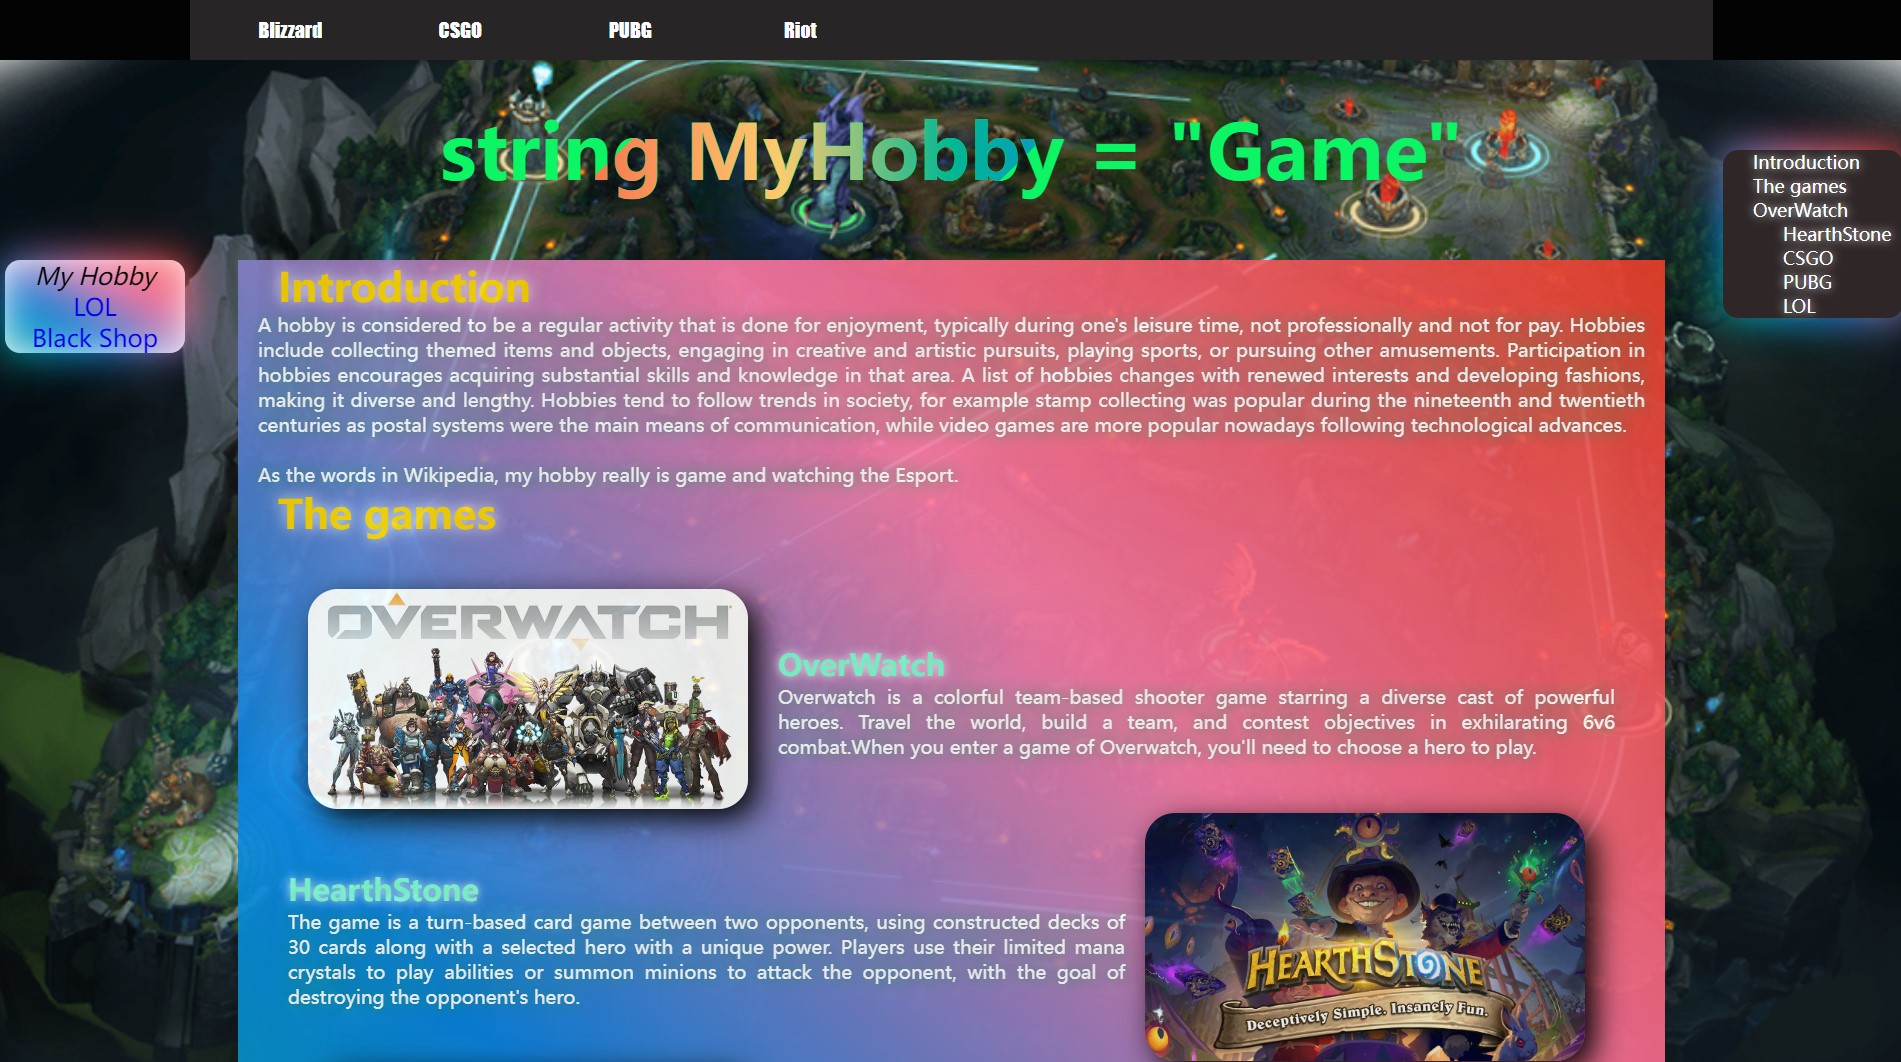 Blizzard CSGO PUBG Riot
string MyHobby = "Game"
My Hobby
LOL
Black Shop
Introduction
The games
OverWatch
HearthStone
CSGO
PUBG
LOL
Introduction
A hobby is considered to be a regular activity that is done for enjoyment, typically during one's leisure time, not professionally and not for pay. Hobbies
include collecting themed items and objects, engaging in creative and artistic pursuits, playing sports, or pursuing other amusements. Participation in
hobbies encourages acquiring substantial skills and knowledge in that area. A list of hobbies changes with renewed interests and developing fashions,
making it diverse and lengthy. Hobbies tend to follow trends in society, for example stamp collecting was popular during the nineteenth and twentieth
centuries as postal systems were the main means of communication, while video games are more popular nowadays following technological advances.
As the words in Wikipedia, my hobby really is game and watching the Esport.
The games
OVERWATCH
OverWatch
Overwatch is a colorful team-based shooter game starring a diverse cast of powerful
heroes. Travel the world, build a team, and contest objectives in exhilarating 6v6
combat.When you enter a game of Overwatch, you'll need to choose a hero to play.
HearthStone
The game is a turn-based card game between two opponents, using constructed decks of
30 cards along with a selected hero with a unique power. Players use their limited mana
crystals to play abilities or summon minions to attack the opponent, with the goal of
destroying the opponent's hero.
HEARTHSTONE
Deceptively Simple. Insanely Fun.